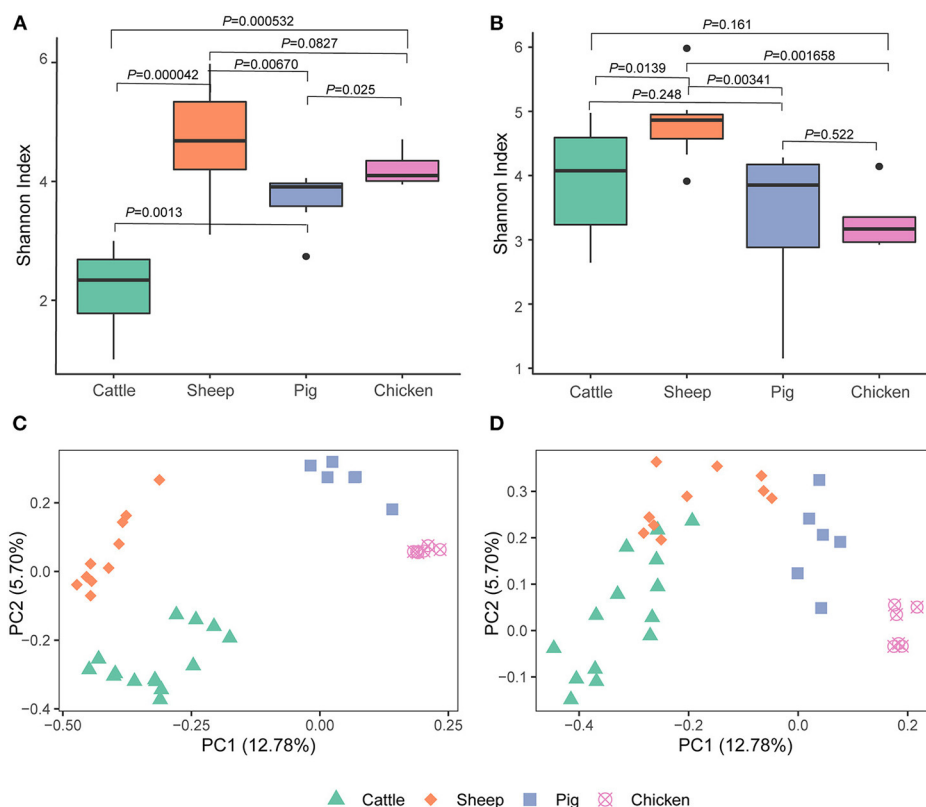 A
P=0.000532
P=0.0827
P=0.000042
P=0.00670
P=0.025
P=0.0013
6
4
2
Shannon Index
Cattle Sheep Pig Chicken
B
P=0.161
P=0.001658
P=0.0139
P=0.00341
P=0.248
P=0.522
6
5
4
3
2
1
Shannon Index
Cattle Sheep Pig Chicken
C
0.2
0.0
−0.2
−0.4
PC2 (5.70%)
−0.50 −0.25 0.00 0.25
PC1 (12.78%)
D
0.3
0.2
0.1
0.0
−0.1
PC2 (5.70%)
−0.4 −0.2 0.0 0.2
PC1 (12.78%)
Cattle Sheep Pig Chicken